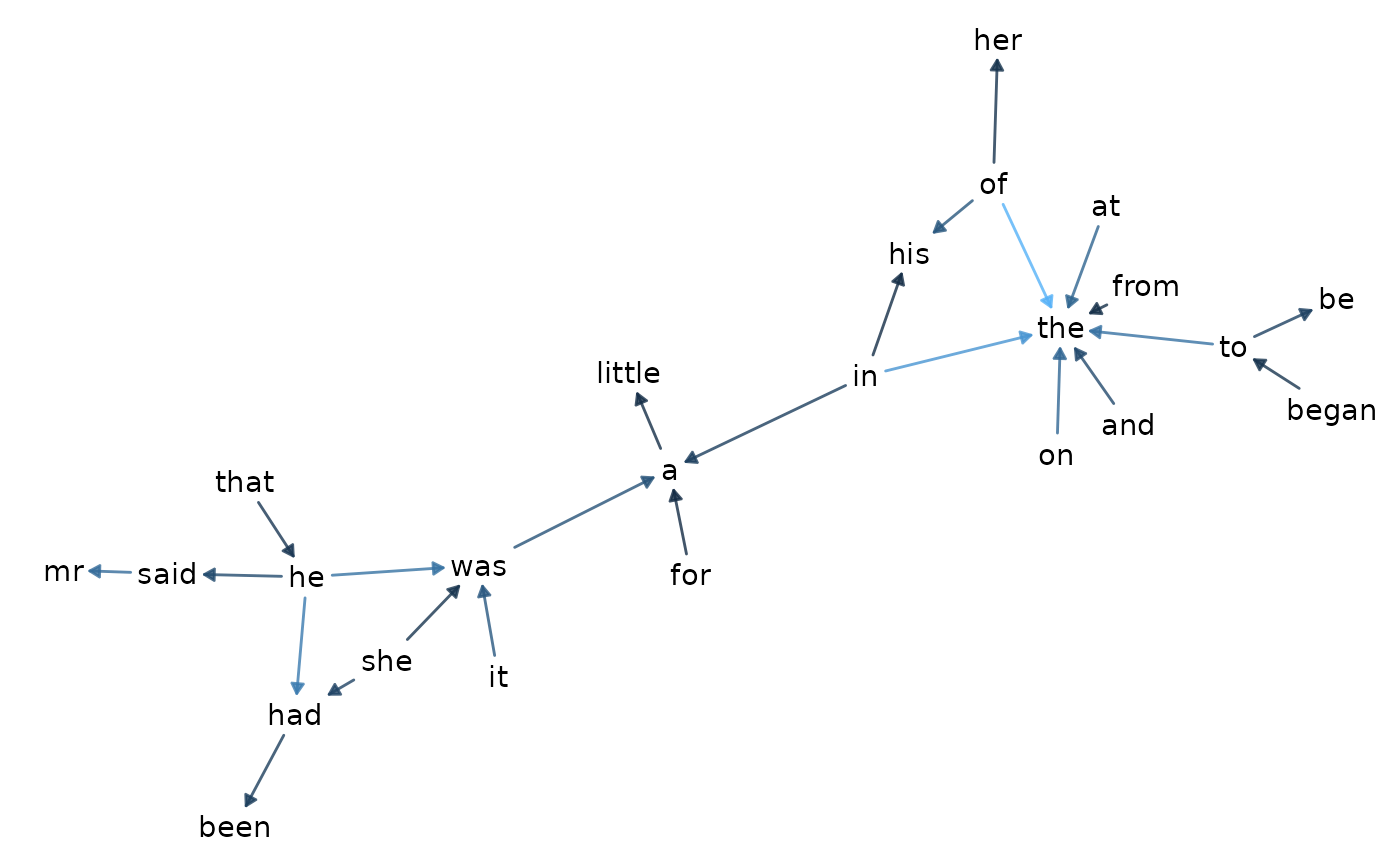 her
of
at
his
from
be
the
to
little
in
began
and
on
a
that
mr
said
he
was
for
she
it
had
been